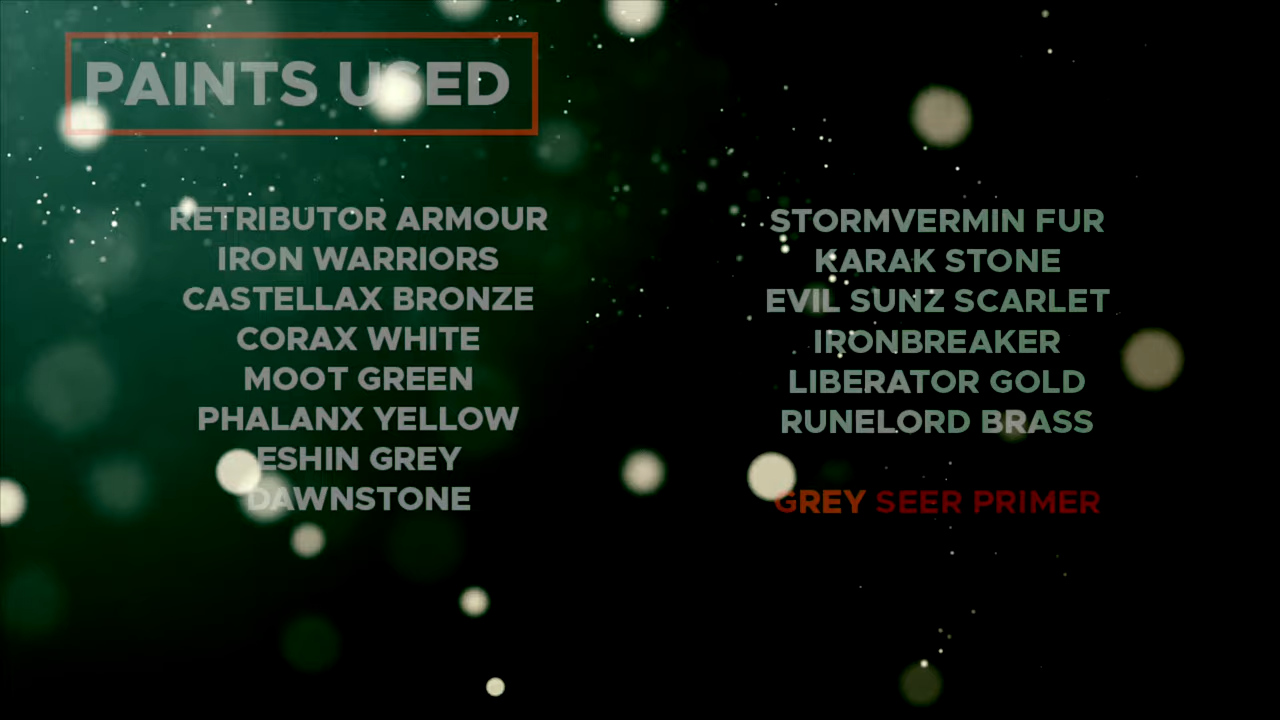 PAINTS USED
RETRIBUTOR ARMOUR
IRON WARRIORS
CASTELLAX BRONZE
CORAX WHITE
MOOT GREEN
PHALANX YELLOW
ESHIN GREY
DAWNSTONE
STORMVERMIN FUR
KARAK STONE
EVIL SUNZ SCARLET
IRONBREAKER
LIBERATOR GOLD
RUNELORD BRASS
GREY SEER PRIMER